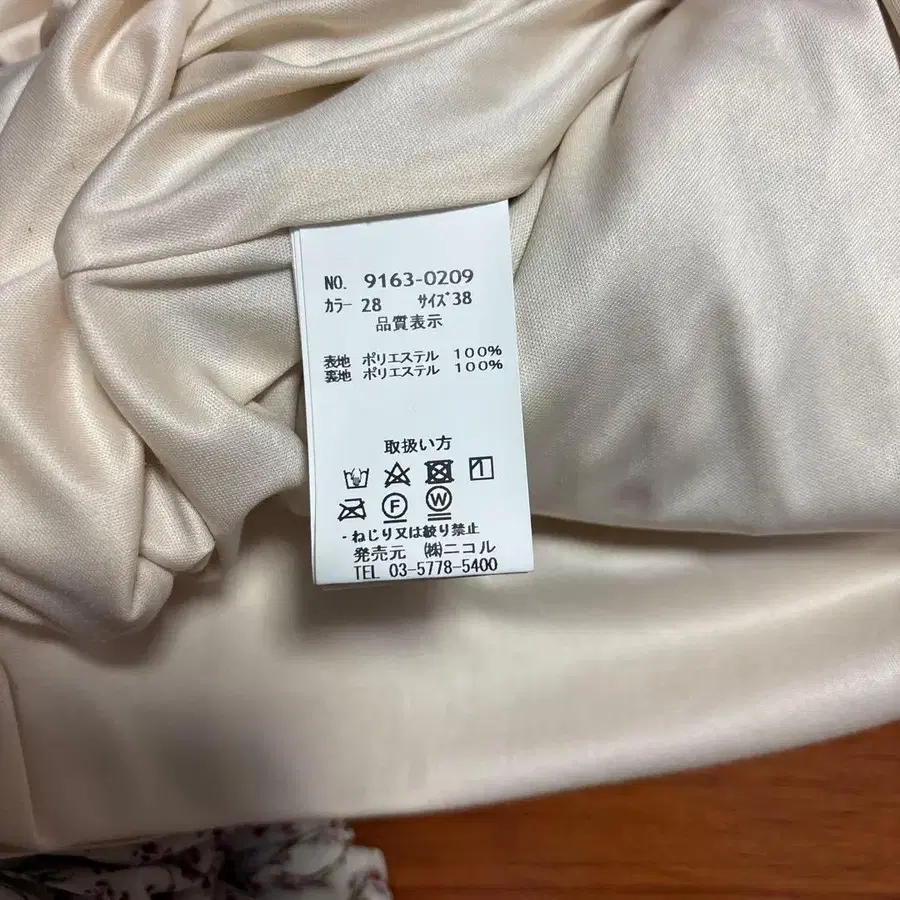 NO. 9163-0209
カラー 28 サイズ 38
品質表示
表地 ポリエステル 100%
裏地 ポリエステル 100%
取扱い方
F W
- ねじり又は絞り禁止
発売元 ㈱ニコル
TEL 03-5778-5400